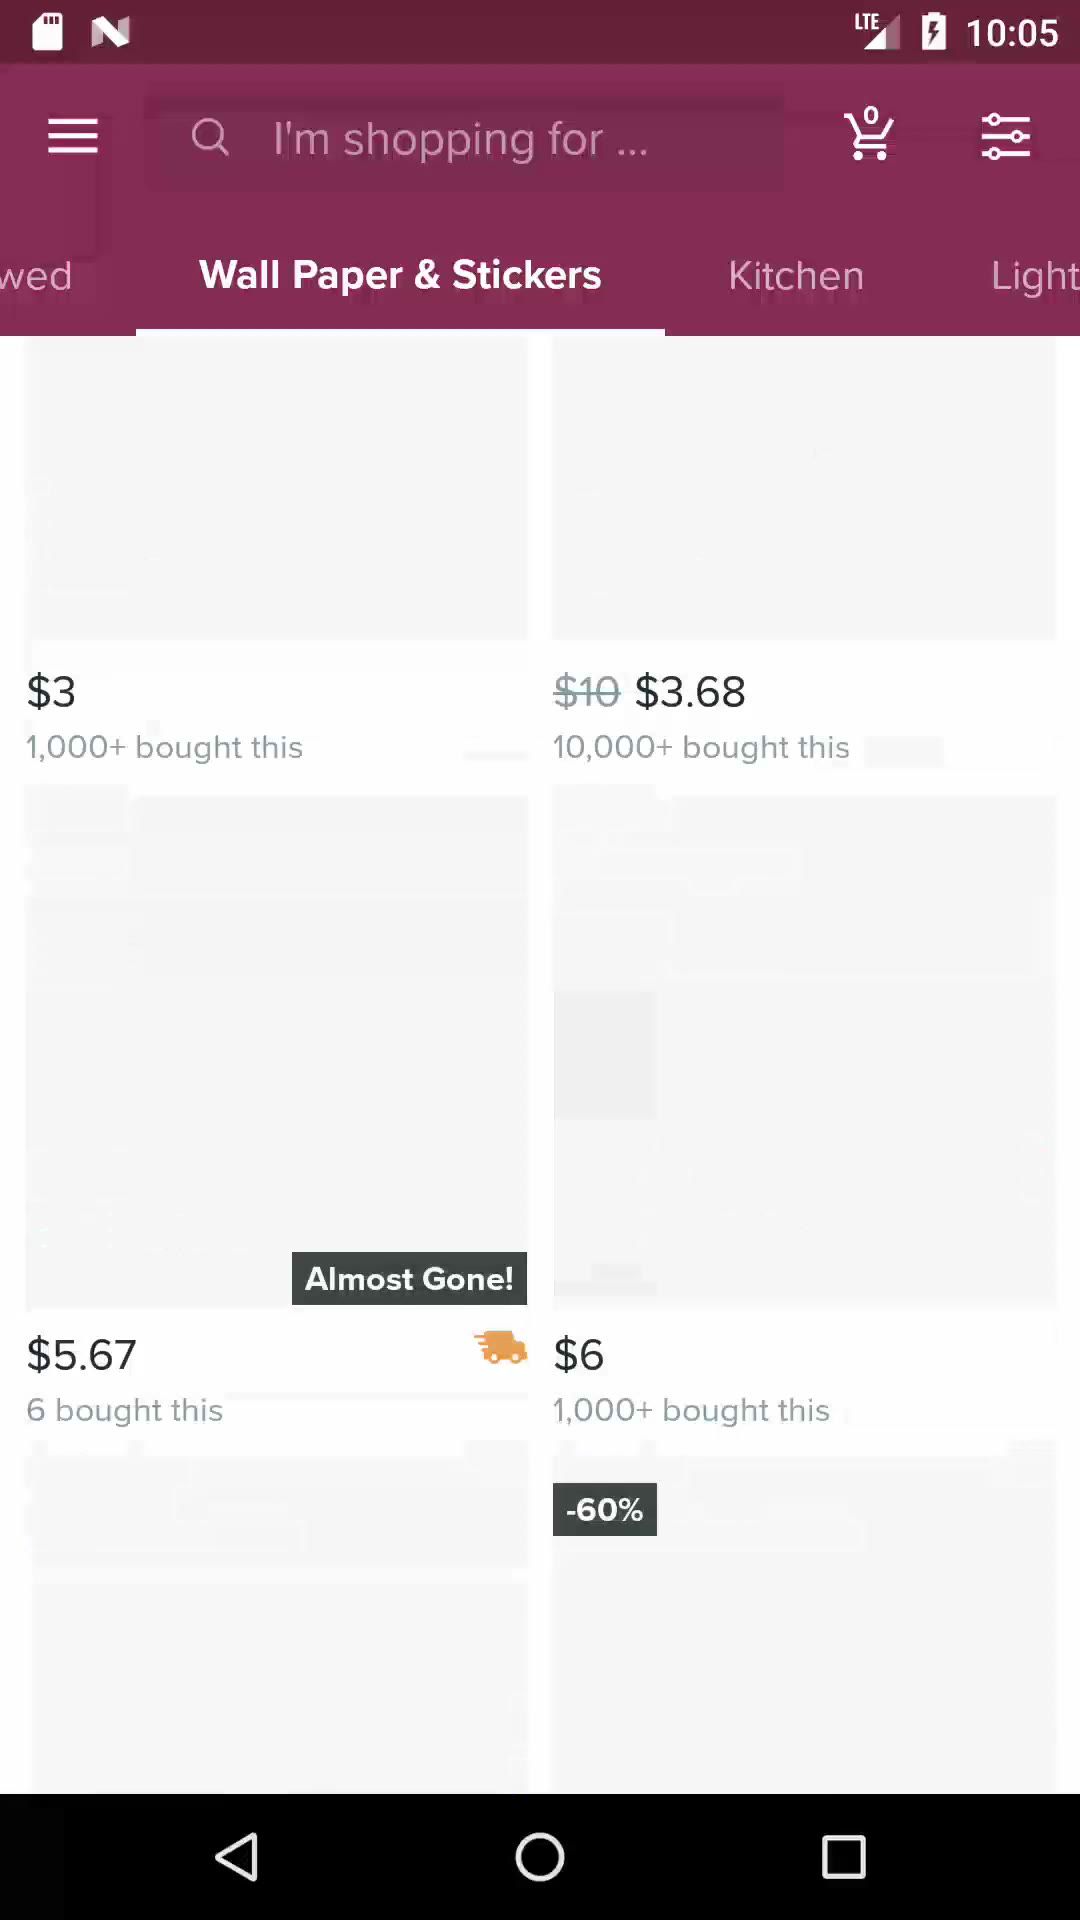 LTE 10:05
I'm shopping for ... 0
wed Wall Paper & Stickers Kitchen Light
$3 $10 $3.68
1,000+ bought this 10,000+ bought this
Almost Gone!
$5.67 $6
6 bought this 1,000+ bought this
-60%